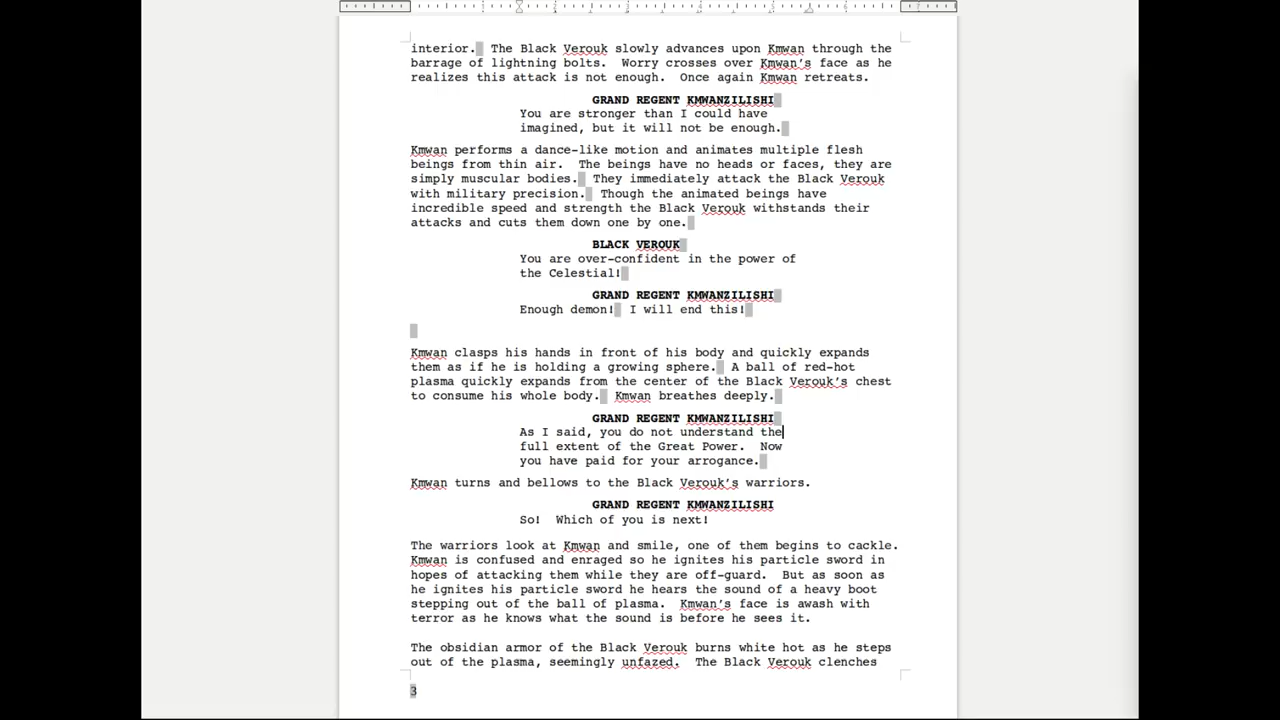 interior. The Black Verouk slowly advances upon Kmwan through the
barrage of lightning bolts. Worry crosses over Kmwan's face as he
realizes this attack is not enough. Once again Kmwan retreats.
GRAND REGENT KMWANZILISHI
You are stronger than I could have
imagined, but it will not be enough.
Kmwan performs a dance-like motion and animates multiple flesh
beings from thin air. The beings have no heads or faces, they are
simply muscular bodies. They immediately attack the Black Verouk
with military precision. Though the animated beings have
incredible speed and strength the Black Verouk withstands their
attacks and cuts them down one by one.
BLACK VEROUK
You are over-confident in the power of
the Celestial!
GRAND REGENT KMWANZILISHI
Enough demon! I will end this!
Kmwan clasps his hands in front of his body and quickly expands
them as if he is holding a growing sphere. A ball of red-hot
plasma quickly expands from the center of the Black Verouk's chest
to consume his whole body. Kmwan breathes deeply.
GRAND REGENT KMWANZILISHI
As I said, you do not understand the
full extent of the Great Power. Now
you have paid for your arrogance.
Kmwan turns and bellows to the Black Verouk's warriors.
GRAND REGENT KMWANZILISHI
So! Which of you is next!
The warriors look at Kmwan and smile, one of them begins to cackle.
Kmwan is confused and enraged so he ignites his particle sword in
hopes of attacking them while they are off-guard. But as soon as
he ignites his particle sword he hears the sound of a heavy boot
stepping out of the ball of plasma. Kmwan's face is awash with
terror as he knows what the sound is before he sees it.
The obsidian armor of the Black Verouk burns white hot as he steps
out of the plasma, seemingly unfazed. The Black Verouk clenches
3